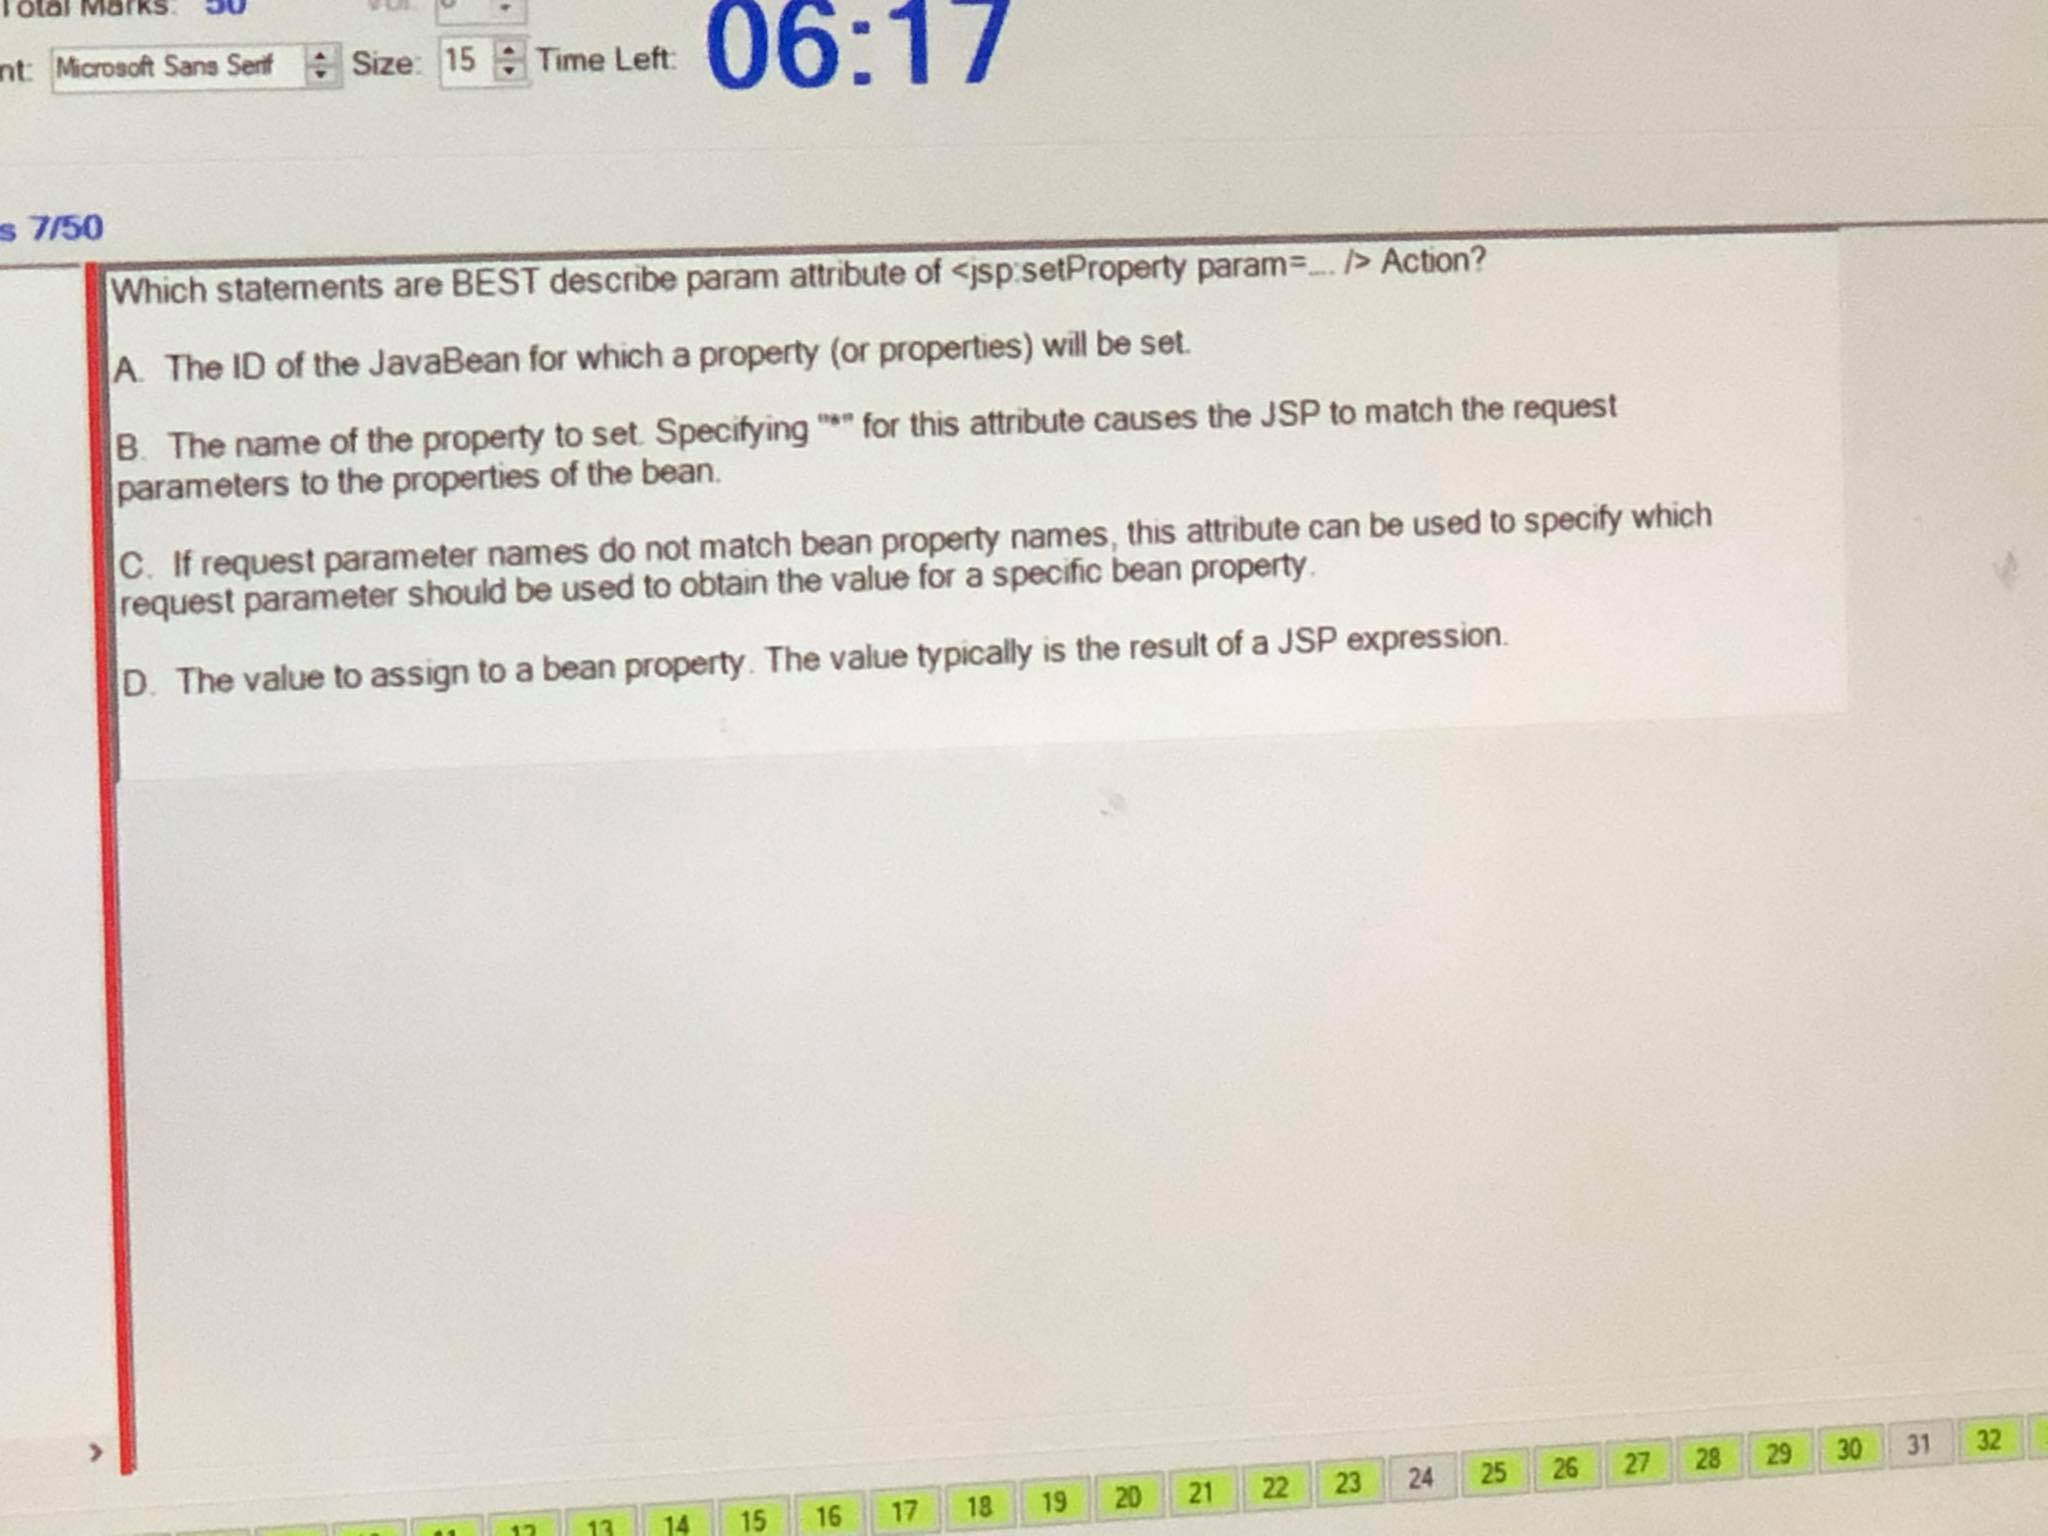 Total Marks: 50
nt: Microsoft Sans Serif Size: 15 Time Left: 06:17
s 7/50
Which statements are BEST describe param attribute of <jsp:setProperty param=.... /> Action?
A. The ID of the JavaBean for which a property (or properties) will be set.
B. The name of the property to set. Specifying "*" for this attribute causes the JSP to match the request
parameters to the properties of the bean.
C. If request parameter names do not match bean property names, this attribute can be used to specify which
request parameter should be used to obtain the value for a specific bean property.
D. The value to assign to a bean property. The value typically is the result of a JSP expression.
11 12 13 14 15 16 17 18 19 20 21 22 23 24 25 26 27 28 29 30 31 32